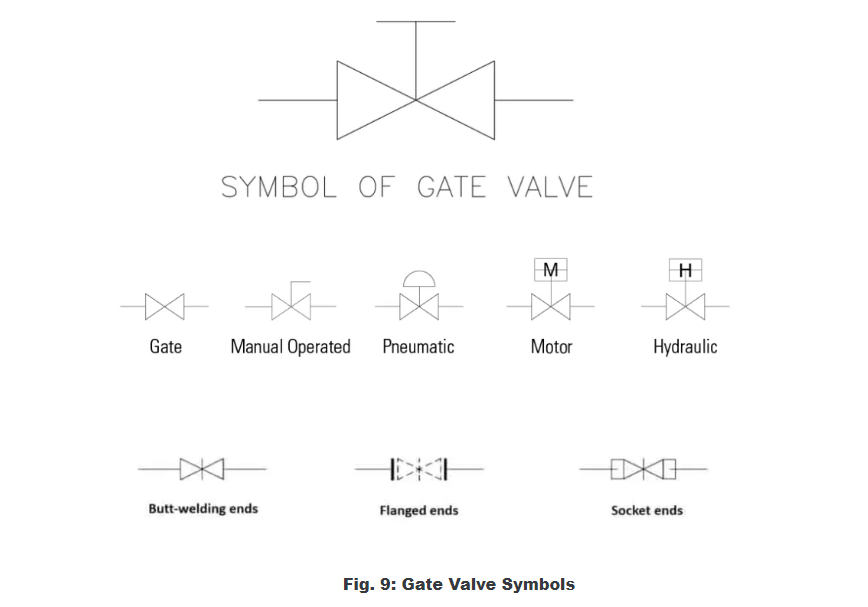 SYMBOL OF GATE VALVE
M H
Gate Manual Operated Pneumatic Motor Hydraulic
Butt-welding ends Flanged ends Socket ends
Fig. 9: Gate Valve Symbols